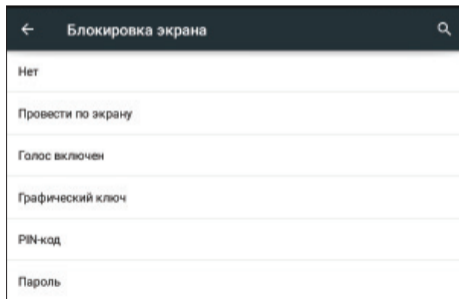 Блокировка экрана
Нет
Провести по экрану
Голос включен
Графический ключ
PIN-код
Пароль